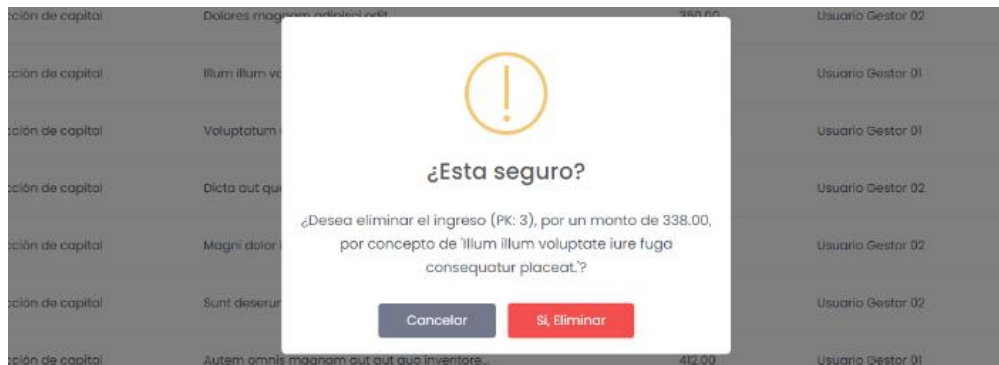 cción de capital Dolores magnam adipisci odit 350.00 Usuario Gestor 02
cción de capital Illum illum vo Usuario Gestor 01
cción de capital Voluptatum Usuario Gestor 01
¿Esta seguro?
cción de capital Dicta aut qu Usuario Gestor 02
¿Desea eliminar el ingreso (PK: 3), por un monto de 338.00,
cción de capital Magni dolor Usuario Gestor 02
por concepto de 'Illum illum voluptate iure fuga
consequatur placeat.'?
cción de capital Sunt deserur Usuario Gestor 02
Cancelar Si, Eliminar
cción de capital Autem omnis magnam aut aut quo inventore... 412.00 Usuario Gestor 01